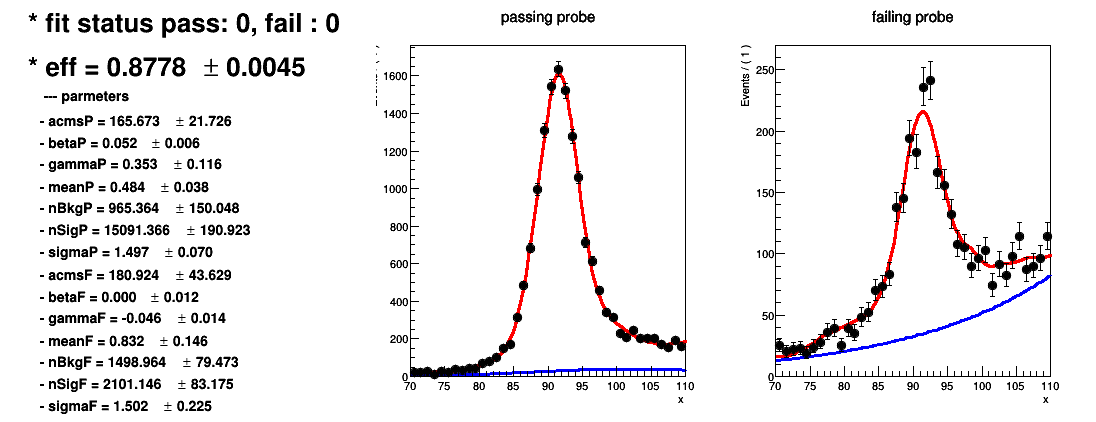 * fit status pass: 0, fail : 0
* eff = 0.8778 ± 0.0045
--- parmeters
- acmsP = 165.673 ± 21.726
- betaP = 0.052 ± 0.006
- gammaP = 0.353 ± 0.116
- meanP = 0.484 ± 0.038
- nBkgP = 965.364 ± 150.048
- nSigP = 15091.366 ± 190.923
- sigmaP = 1.497 ± 0.070
- acmsF = 180.924 ± 43.629
- betaF = 0.000 ± 0.012
- gammaF = -0.046 ± 0.014
- meanF = 0.832 ± 0.146
- nBkgF = 1498.964 ± 79.473
- nSigF = 2101.146 ± 83.175
- sigmaF = 1.502 ± 0.225
passing probe
1600
1400
1200
1000
800
600
400
200
0
70 75 80 85 90 95 100 105 110
x
failing probe
Events / ( 1 )
250
200
150
100
50
0
70 75 80 85 90 95 100 105 110
x